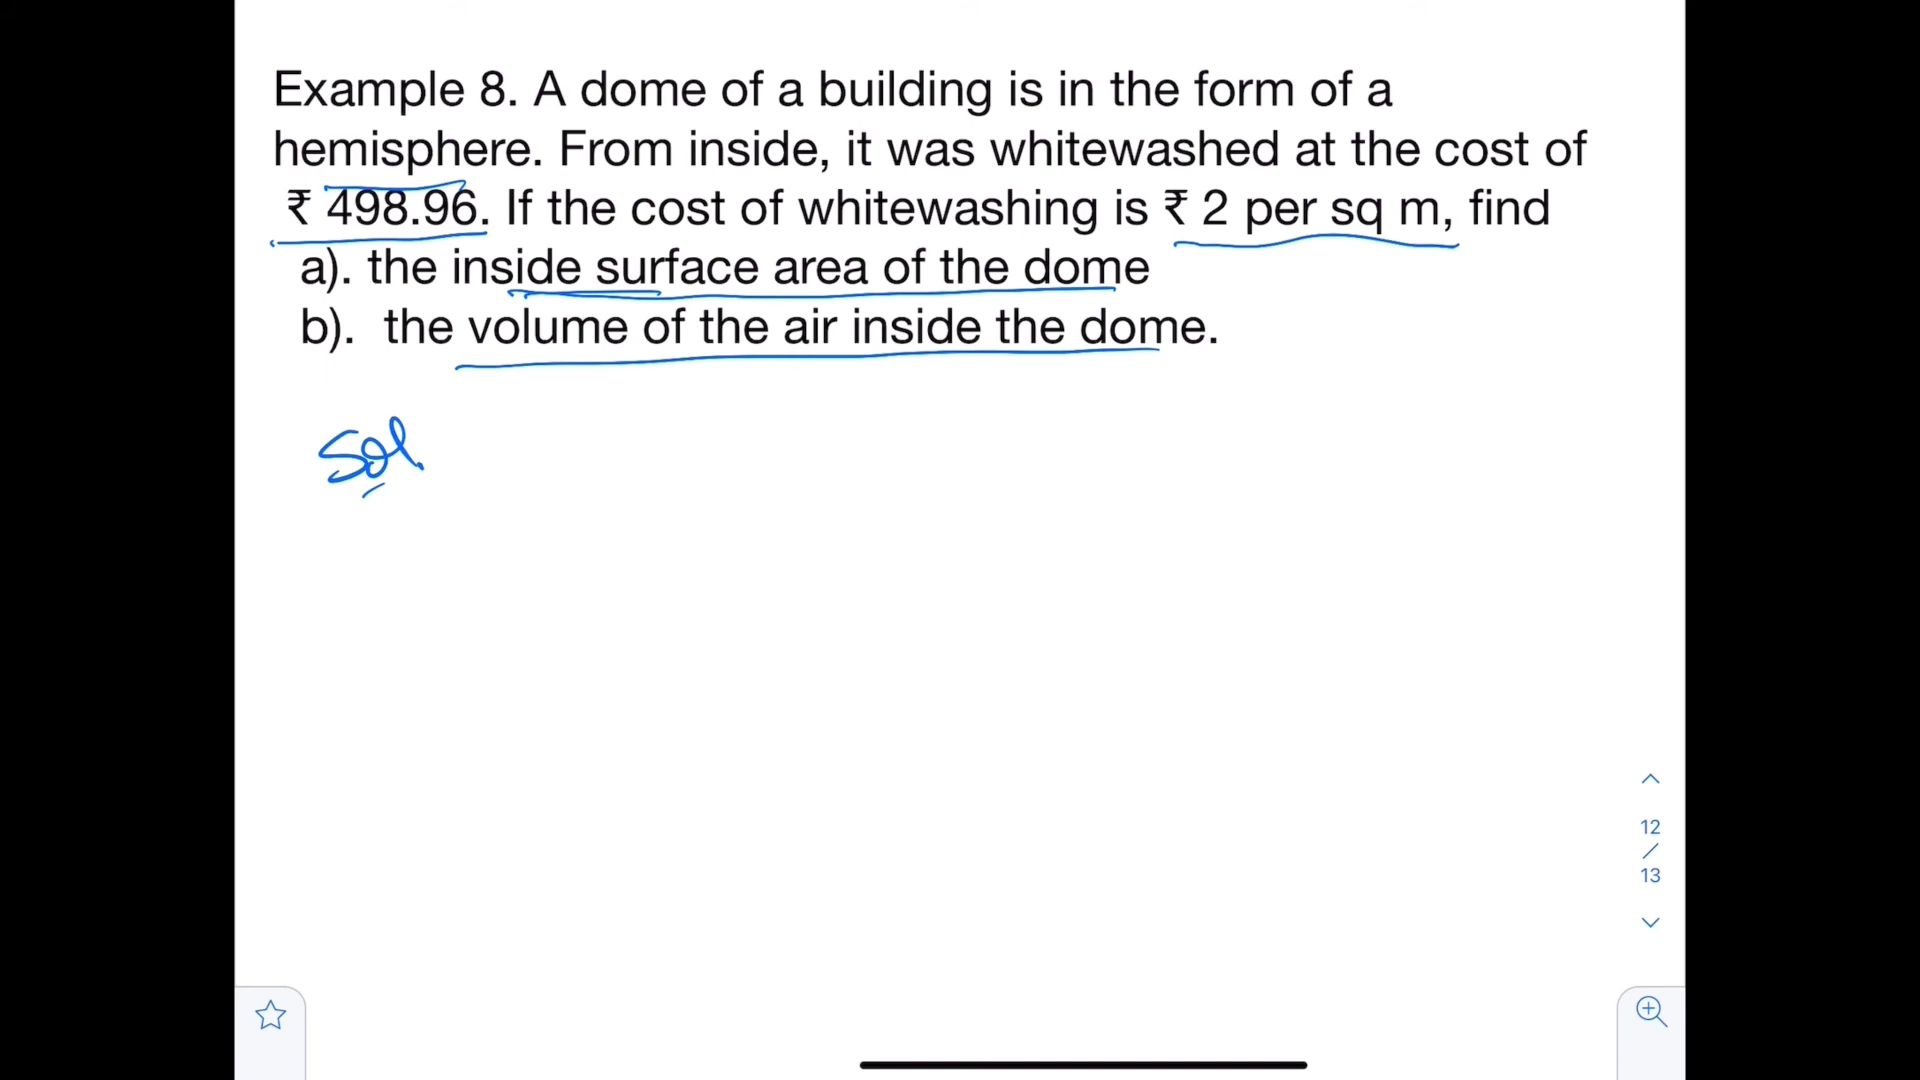 Example 8. A dome of a building is in the form of a
hemisphere. From inside, it was whitewashed at the cost of
₹ 498.96. If the cost of whitewashing is ₹ 2 per sq m, find
a). the inside surface area of the dome
b). the volume of the air inside the dome.
Sol.
12
/
13